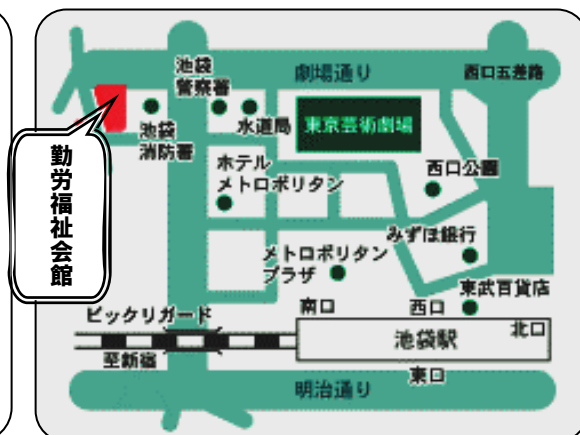 池袋
警察署
劇場通り
西口五差路
池袋
消防署
水道局
東京芸術劇場
勤労福祉会館
ホテル
メトロポリタン
西口公園
みずほ銀行
メトロポリタン
プラザ
東武百貨店
ビックリガード
南口
西口
北口
池袋駅
至新宿
東口
明治通り